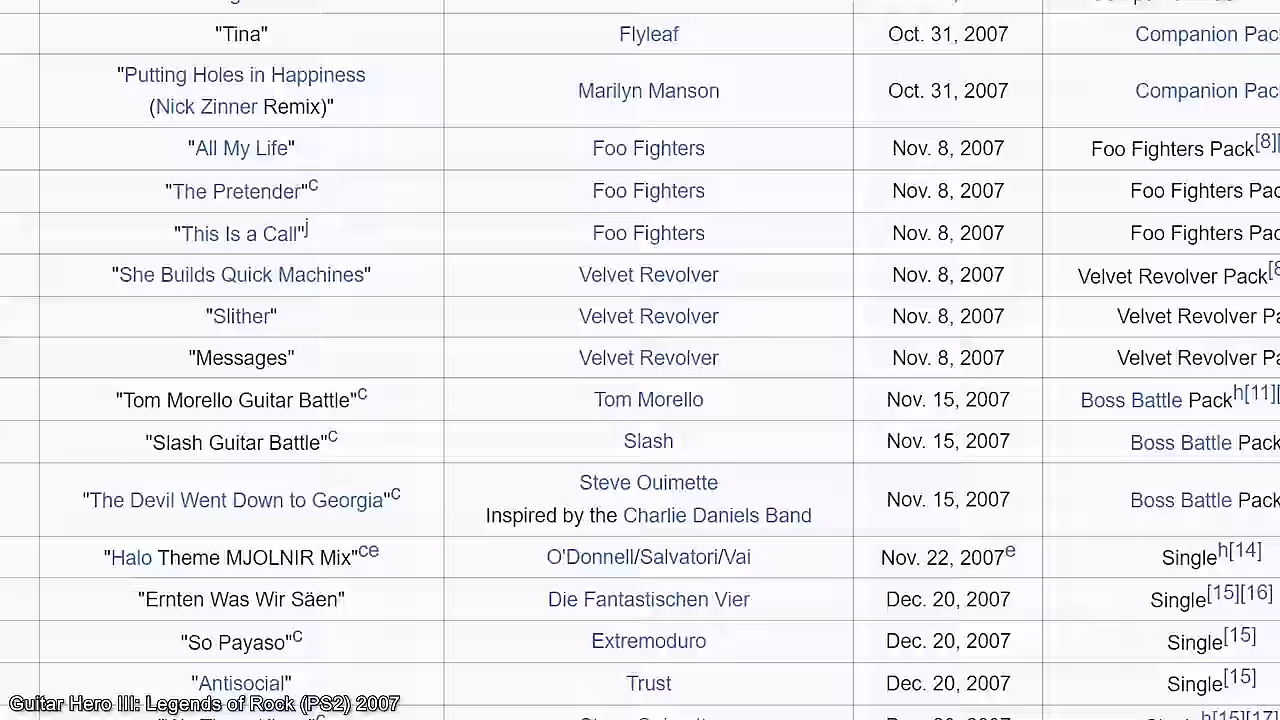 "Tina" Flyleaf Oct. 31, 2007 Companion Pac
"Putting Holes in Happiness
(Nick Zinner Remix)" Marilyn Manson Oct. 31, 2007 Companion Pac
"All My Life" Foo Fighters Nov. 8, 2007 Foo Fighters Pack[8][
"The Pretender"C Foo Fighters Nov. 8, 2007 Foo Fighters Pac
"This Is a Call"j Foo Fighters Nov. 8, 2007 Foo Fighters Pac
"She Builds Quick Machines" Velvet Revolver Nov. 8, 2007 Velvet Revolver Pack[8
"Slither" Velvet Revolver Nov. 8, 2007 Velvet Revolver Pa
"Messages" Velvet Revolver Nov. 8, 2007 Velvet Revolver Pa
"Tom Morello Guitar Battle"C Tom Morello Nov. 15, 2007 Boss Battle Packh[11][
"Slash Guitar Battle"C Slash Nov. 15, 2007 Boss Battle Pack
"The Devil Went Down to Georgia"C Steve Ouimette
Inspired by the Charlie Daniels Band Nov. 15, 2007 Boss Battle Pack
"Halo Theme MJOLNIR Mix"ce O'Donnell/Salvatori/Vai Nov. 22, 2007e Singleh[14]
"Ernten Was Wir Säen" Die Fantastischen Vier Dec. 20, 2007 Single[15][16]
"So Payaso"C Extremoduro Dec. 20, 2007 Single[15]
"Antisocial" Trust Dec. 20, 2007 Single[15]
Guitar Hero III: Legends of Rock (PS2) 2007